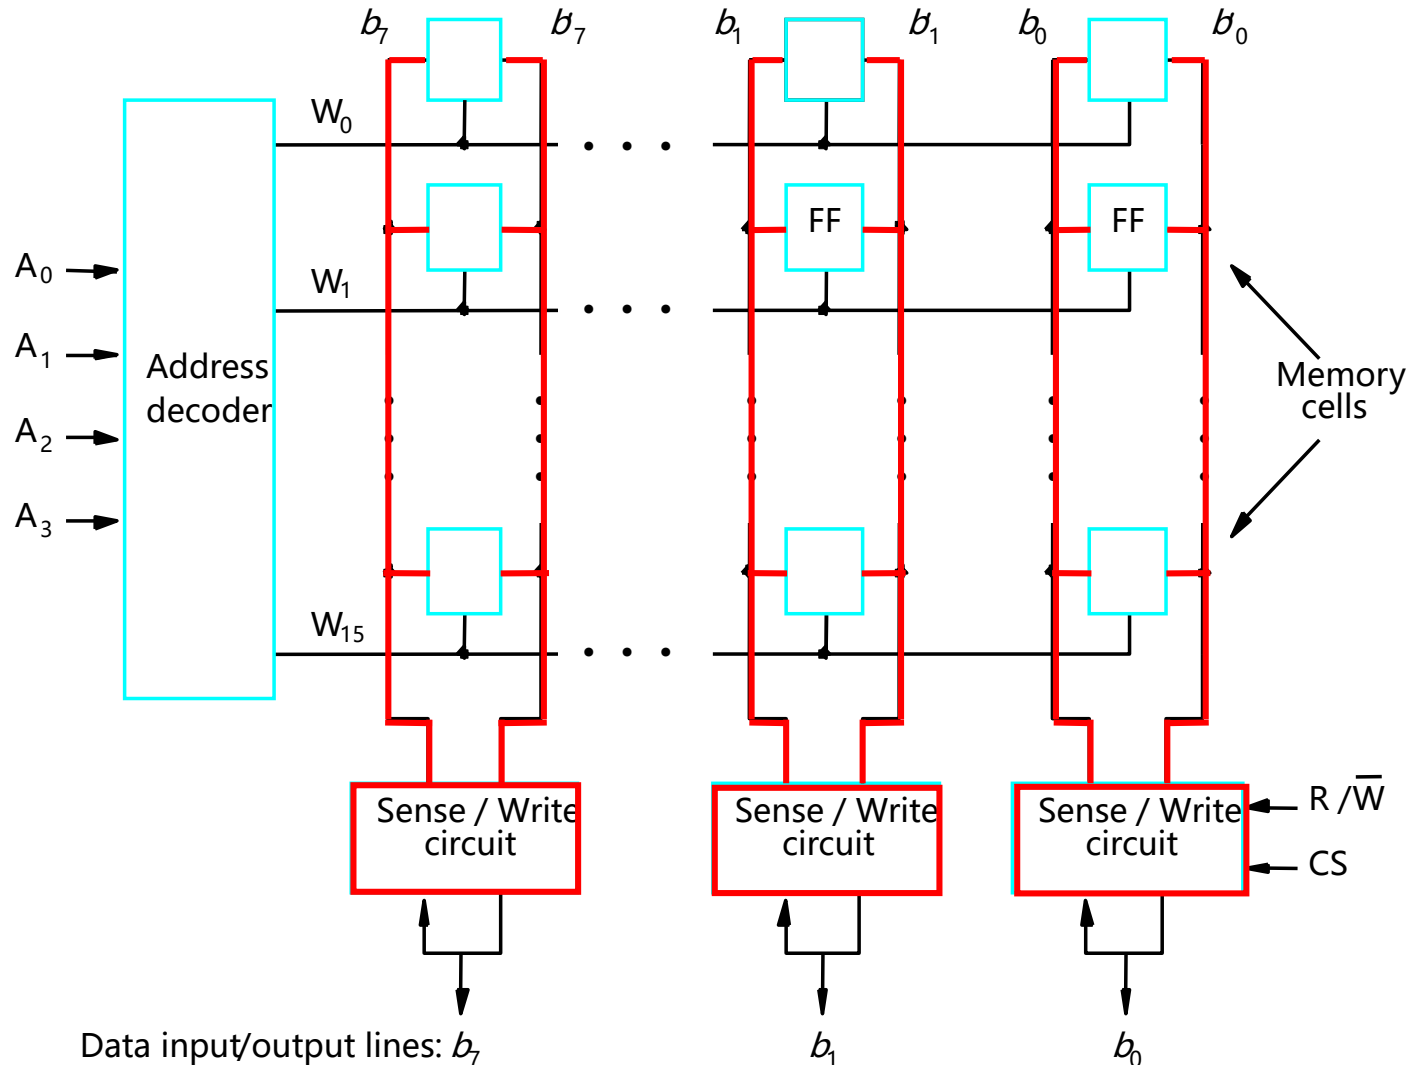 b7 b′7 b1 b′1 b0 b′0
W0
FF FF
A0
W1
A1
Address
decoder
Memory
cells
A2
A3
W15
Sense / Write
circuit
Sense / Write
circuit
Sense / Write
circuit
R /W̅
CS
Data input/output lines: b7 b1 b0